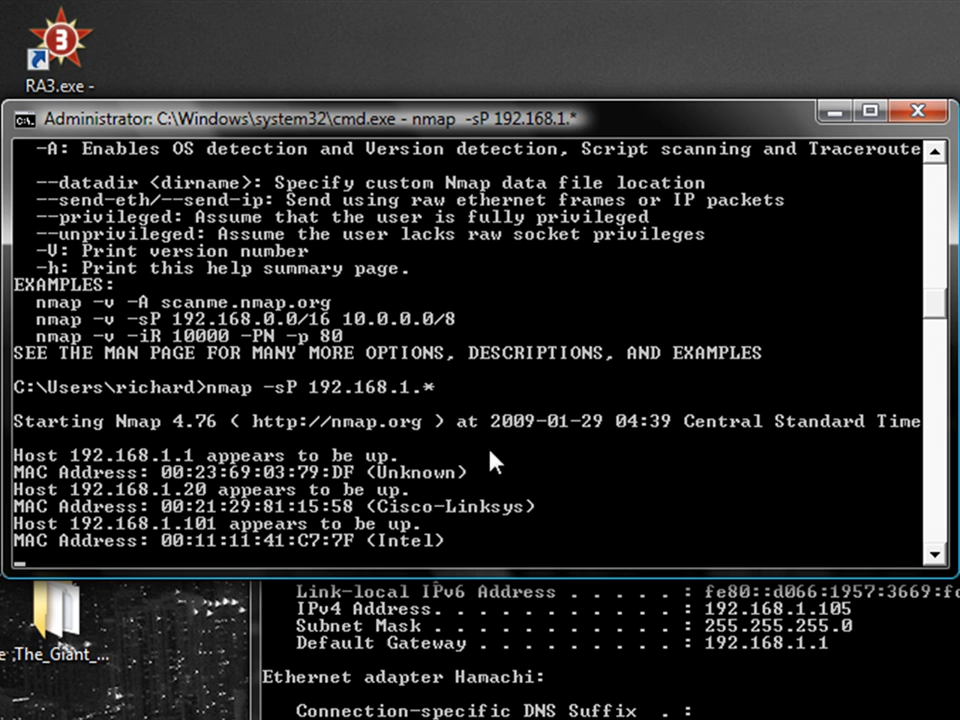 3
RA3.exe -
Administrator: C:\Windows\system32\cmd.exe - nmap -sP 192.168.1.*
-A: Enables OS detection and Version detection, Script scanning and Traceroute
--datadir <dirname>: Specify custom Nmap data file location
--send-eth/--send-ip: Send using raw ethernet frames or IP packets
--privileged: Assume that the user is fully privileged
--unprivileged: Assume the user lacks raw socket privileges
-V: Print version number
-h: Print this help summary page.
EXAMPLES:
nmap -v -A scanme.nmap.org
nmap -v -sP 192.168.0.0/16 10.0.0.0/8
nmap -v -iR 10000 -PN -p 80
SEE THE MAN PAGE FOR MANY MORE OPTIONS, DESCRIPTIONS, AND EXAMPLES
C:\Users\richard>nmap -sP 192.168.1.*
Starting Nmap 4.76 ( http://nmap.org ) at 2009-01-29 04:39 Central Standard Time
Host 192.168.1.1 appears to be up.
MAC Address: 00:23:69:03:79:DF (Unknown)
Host 192.168.1.20 appears to be up.
MAC Address: 00:21:29:81:15:58 (Cisco-Linksys)
Host 192.168.1.101 appears to be up.
MAC Address: 00:11:11:41:C7:7F (Intel)
Link-local IPv6 Address . . . . . : fe80::d066:1957:3669:fc
IPv4 Address. . . . . . . . . . . : 192.168.1.105
Subnet Mask . . . . . . . . . . . : 255.255.255.0
Default Gateway . . . . . . . . . : 192.168.1.1
e ;The_Giant_...
Ethernet adapter Hamachi:
Connection-specific DNS Suffix . :